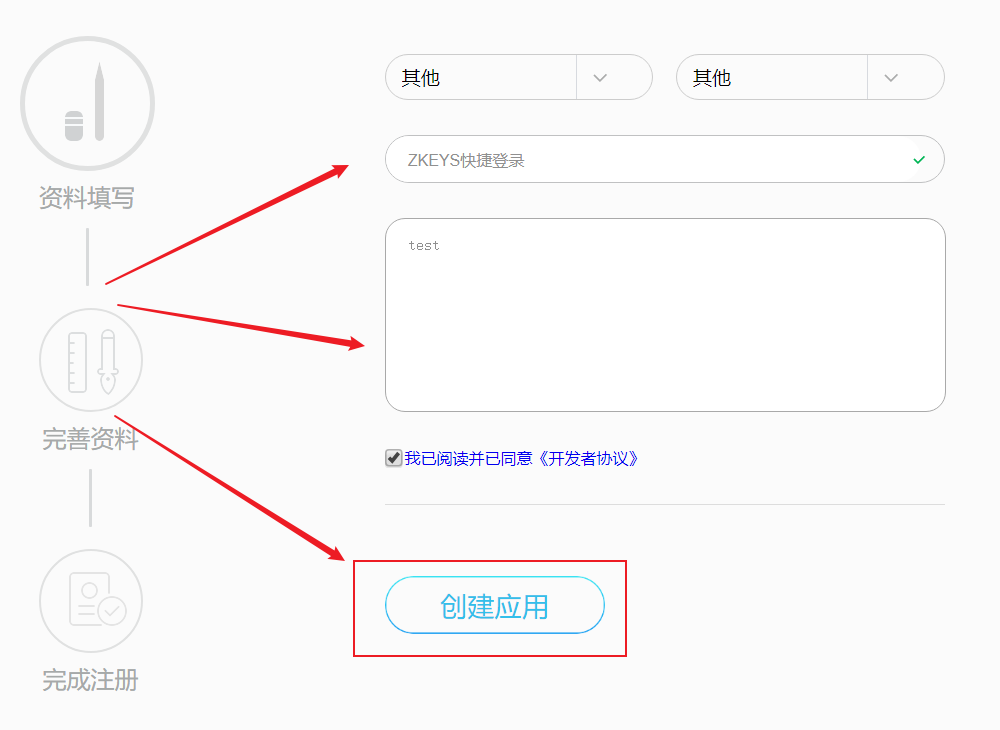 其他
其他
ZKEYS快捷登录
资料填写
test
完善资料
我已阅读并已同意《开发者协议》
创建应用
完成注册